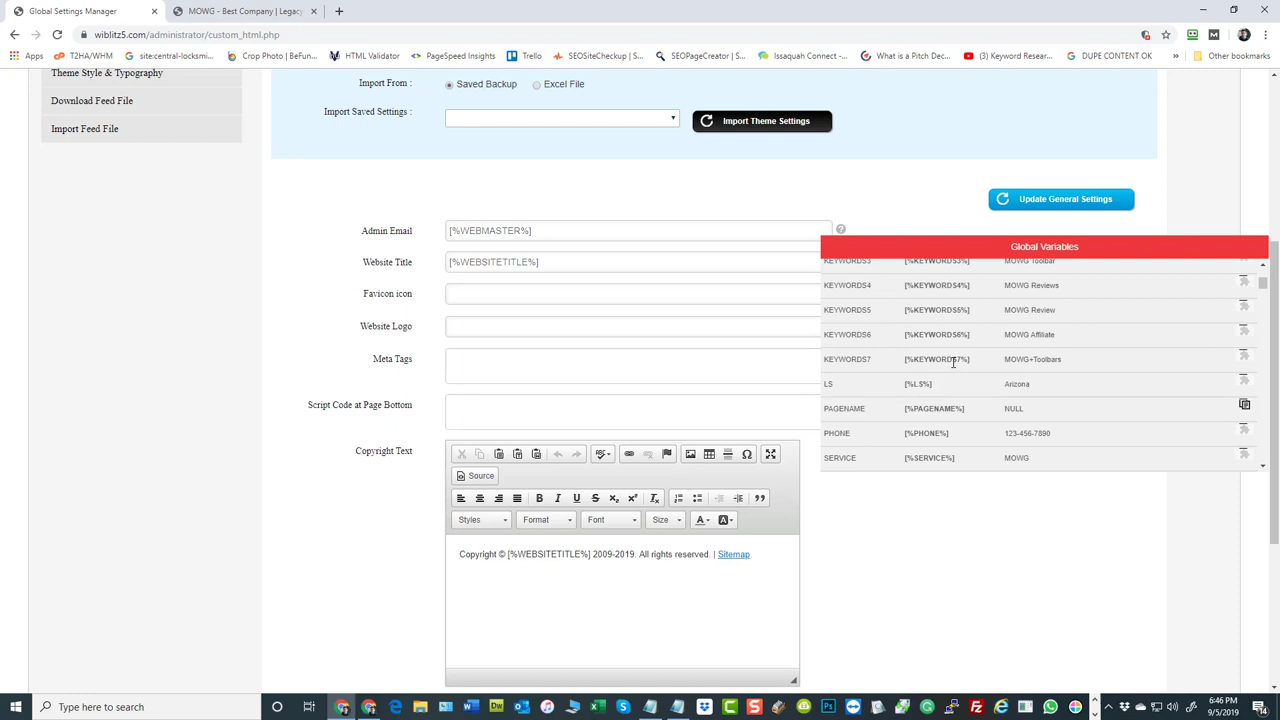 Global Settings Manager
MOWG - Best Company | Legacy
wiblitz5.com/administrator/custom_html.php
Apps
T2HA/WHM
sitecentral-lockedi...
Crop Photo / B...
HTML Validator
PageSpeed Insights
Trello
SEOSiteCheckup | S...
SEOPageCreator | S...
Issaquah Concover -...
What is a Pitch Dec...
(3) Keyword Resear...
DUPE CONTENT OK
»
Other bookmarks
Theme Style & Typography
Download Feed File
Import Feed File
Import From :
Saved Backup
Excel File
Import Saved Settings :
Import Theme Settings
Update General Settings
Admin Email
[%WEBMASTER%]
Website Title
[%WEBSITETITLE%]
Favicon icon
Website Logo
Meta Tags
Script Code at Page Bottom
Copyright Text
Global Variables
KEYWORDS3 [%KEYWORDS3%] MOWG Toolbar
KEYWORDS4 [%KEYWORDS4%] MOWG Reviews
KEYWORDS5 [%KEYWORDS5%] MOWG Review
KEYWORDS6 [%KEYWORDS6%] MOWG Affiliate
KEYWORDS7 [%KEYWORDS7%] MOWG+Toolbars
LS [%LS%] Arizona
PAGENAME [%PAGENAME%] NULL
PHONE [%PHONE%] 123-456-7890
SERVICE [%SERVICE%] MOWG
Source
Styles Format Font Size
Copyright © [%WEBSITETITLE%] 2009-2019. All rights reserved. | Sitemap
Type here to search
6:46 PM
9/5/2019